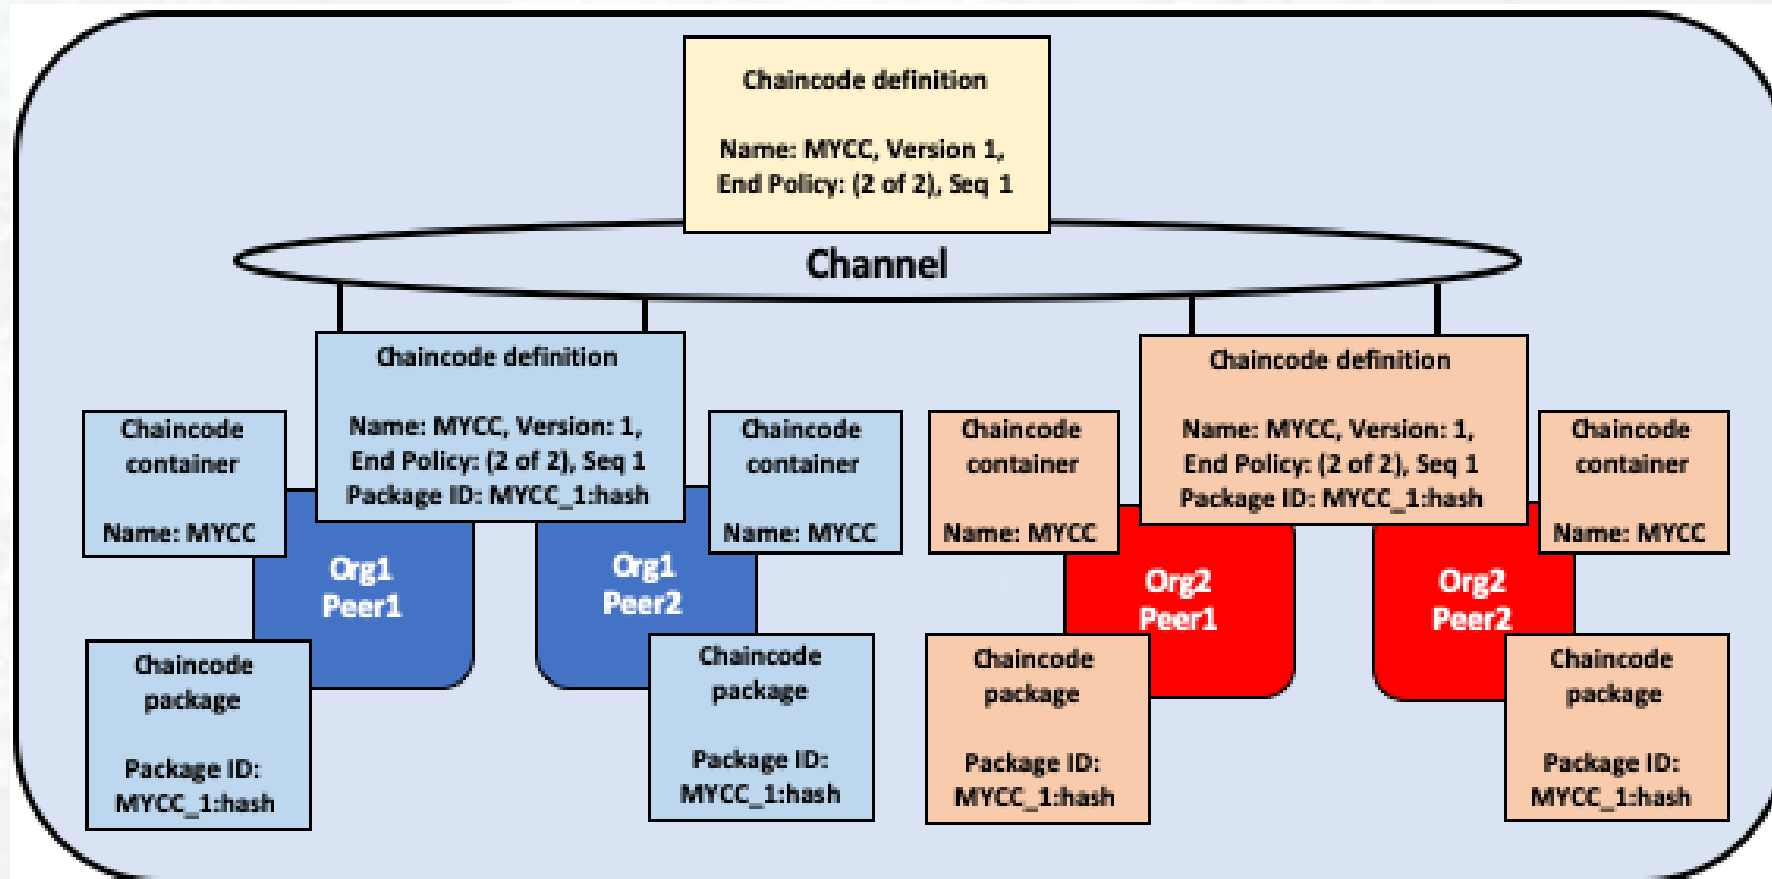 Chaincode definition
Name: MYCC, Version 1,
End Policy: (2 of 2), Seq 1
Channel
Chaincode definition
Name: MYCC, Version: 1,
End Policy: (2 of 2), Seq 1
Package ID: MYCC_1:hash
Chaincode definition
Name: MYCC, Version: 1,
End Policy: (2 of 2), Seq 1
Package ID: MYCC_1:hash
Chaincode
container
Name: MYCC
Chaincode
container
Name: MYCC
Chaincode
container
Name: MYCC
Chaincode
container
Name: MYCC
Org1
Peer1
Org1
Peer2
Org2
Peer1
Org2
Peer2
Chaincode
package
Package ID:
MYCC_1:hash
Chaincode
package
Package ID:
MYCC_1:hash
Chaincode
package
Package ID:
MYCC_1:hash
Chaincode
package
Package ID:
MYCC_1:hash